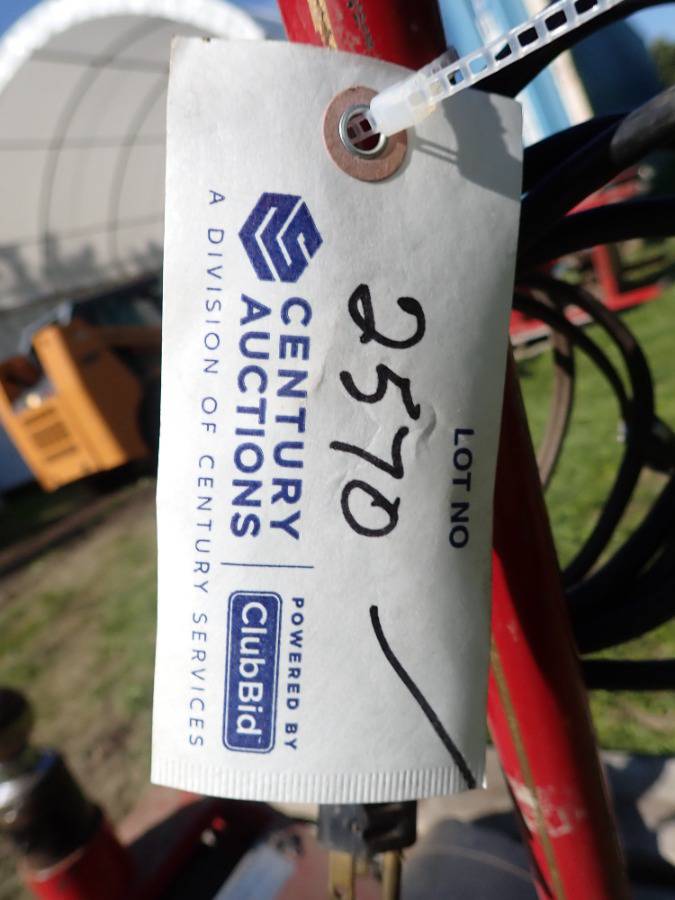 LOT NO
2570
CENTURY
AUCTIONS
POWERED BY
ClubBid
A DIVISION OF CENTURY SERVICES